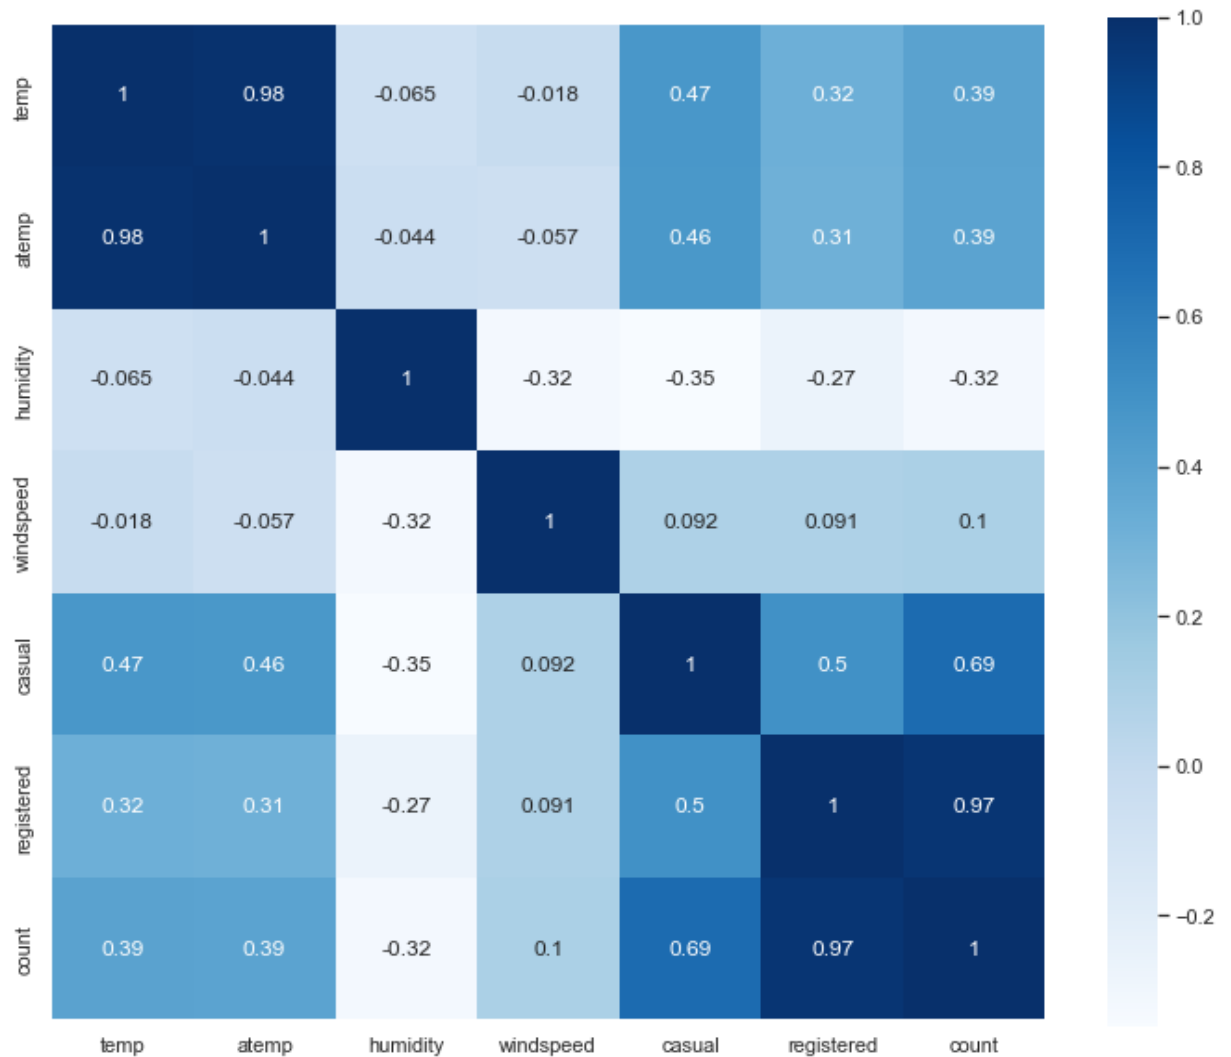 temp 1 0.98 -0.065 -0.018 0.47 0.32 0.39
atemp 0.98 1 -0.044 -0.057 0.46 0.31 0.39
humidity -0.065 -0.044 1 -0.32 -0.35 -0.27 -0.32
windspeed -0.018 -0.057 -0.32 1 0.092 0.091 0.1
casual 0.47 0.46 -0.35 0.092 1 0.5 0.69
registered 0.32 0.31 -0.27 0.091 0.5 1 0.97
count 0.39 0.39 -0.32 0.1 0.69 0.97 1
temp atemp humidity windspeed casual registered count
1.0
0.8
0.6
0.4
0.2
0.0
−0.2